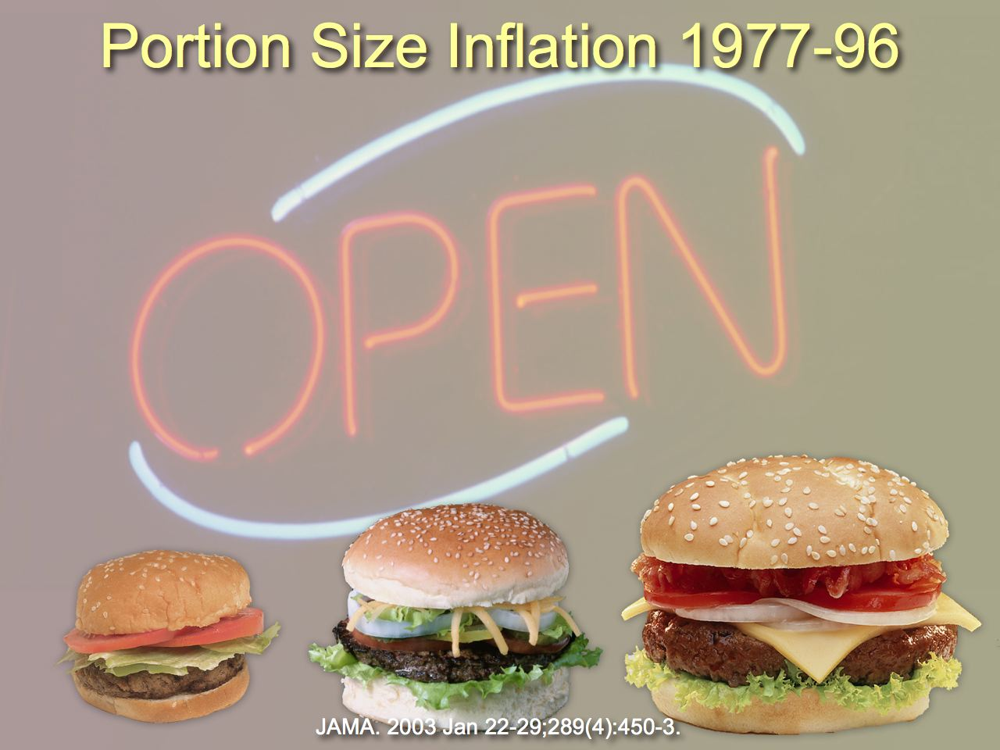 Portion Size Inflation 1977-96
OPEN
JAMA. 2003 Jan 22-29;289(4):450-3.